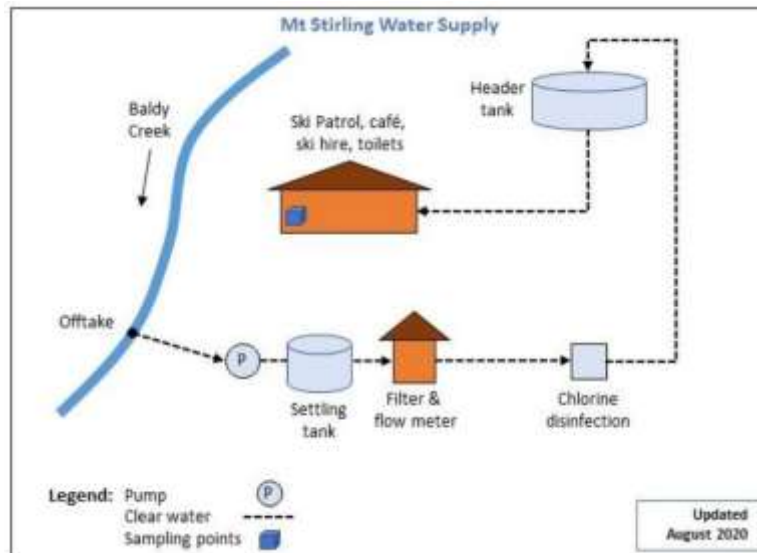 Mt Stirling Water Supply
Baldy
Creek
Ski Patrol, café,
ski hire, toilets
Header
tank
Offtake
P
Settling
tank
Filter &
flow meter
Chlorine
disinfection
Legend: Pump P
Clear water
Sampling points
Updated
August 2020